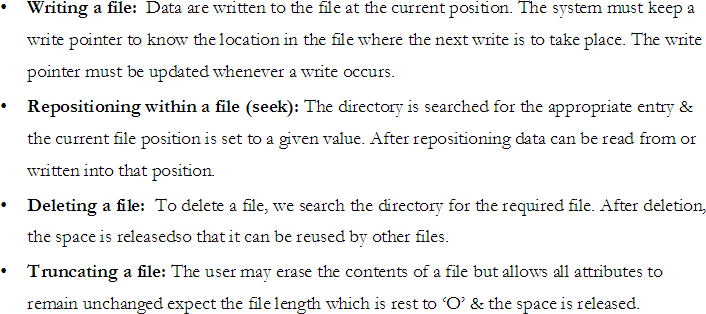 • Writing a file: Data are written to the file at the current position. The system must keep a
write pointer to know the location in the file where the next write is to take place. The write
pointer must be updated whenever a write occurs.
• Repositioning within a file (seek): The directory is searched for the appropriate entry &
the current file position is set to a given value. After repositioning data can be read from or
written into that position.
• Deleting a file: To delete a file, we search the directory for the required file. After deletion,
the space is releasedso that it can be reused by other files.
• Truncating a file: The user may erase the contents of a file but allows all attributes to
remain unchanged expect the file length which is rest to ‘O’ & the space is released.